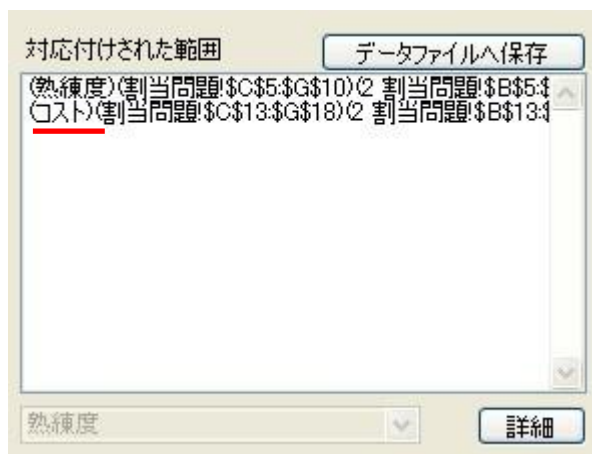 対応付けされた範囲
データファイルへ保存
(熟練度)(割当問題!$C$5:$G$10)(2 割当問題!$B$5:$
(コスト)(割当問題!$C$13:$G$18)(2 割当問題!$B$13:$
熟練度
詳細